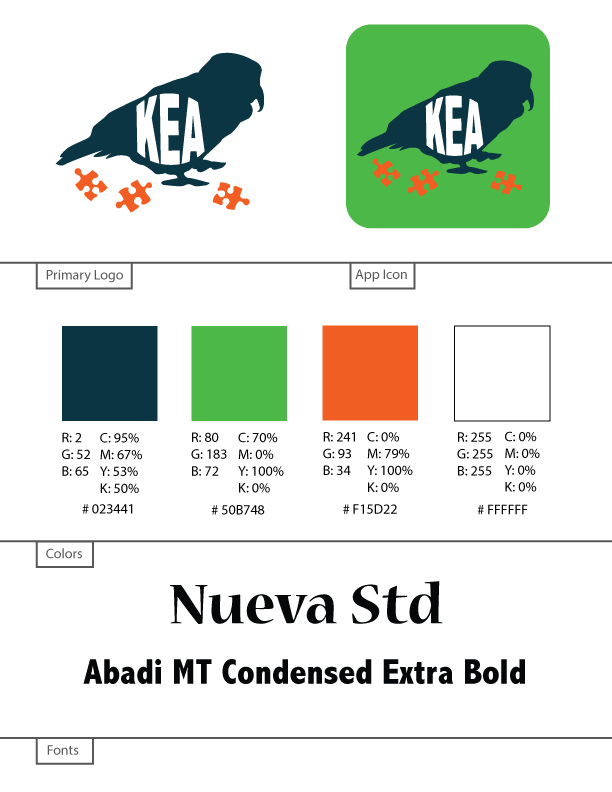 KEA
KEA
Primary Logo
App Icon
R: 2 C: 95%
G: 52 M: 67%
B: 65 Y: 53%
K: 50%
# 023441
R: 80 C: 70%
G: 183 M: 0%
B: 72 Y: 100%
K: 0%
# 50B748
R: 241 C: 0%
G: 93 M: 79%
B: 34 Y: 100%
K: 0%
# F15D22
R: 255 C: 0%
G: 255 M: 0%
B: 255 Y: 0%
K: 0%
# FFFFFF
Colors
Nueva Std
Abadi MT Condensed Extra Bold
Fonts